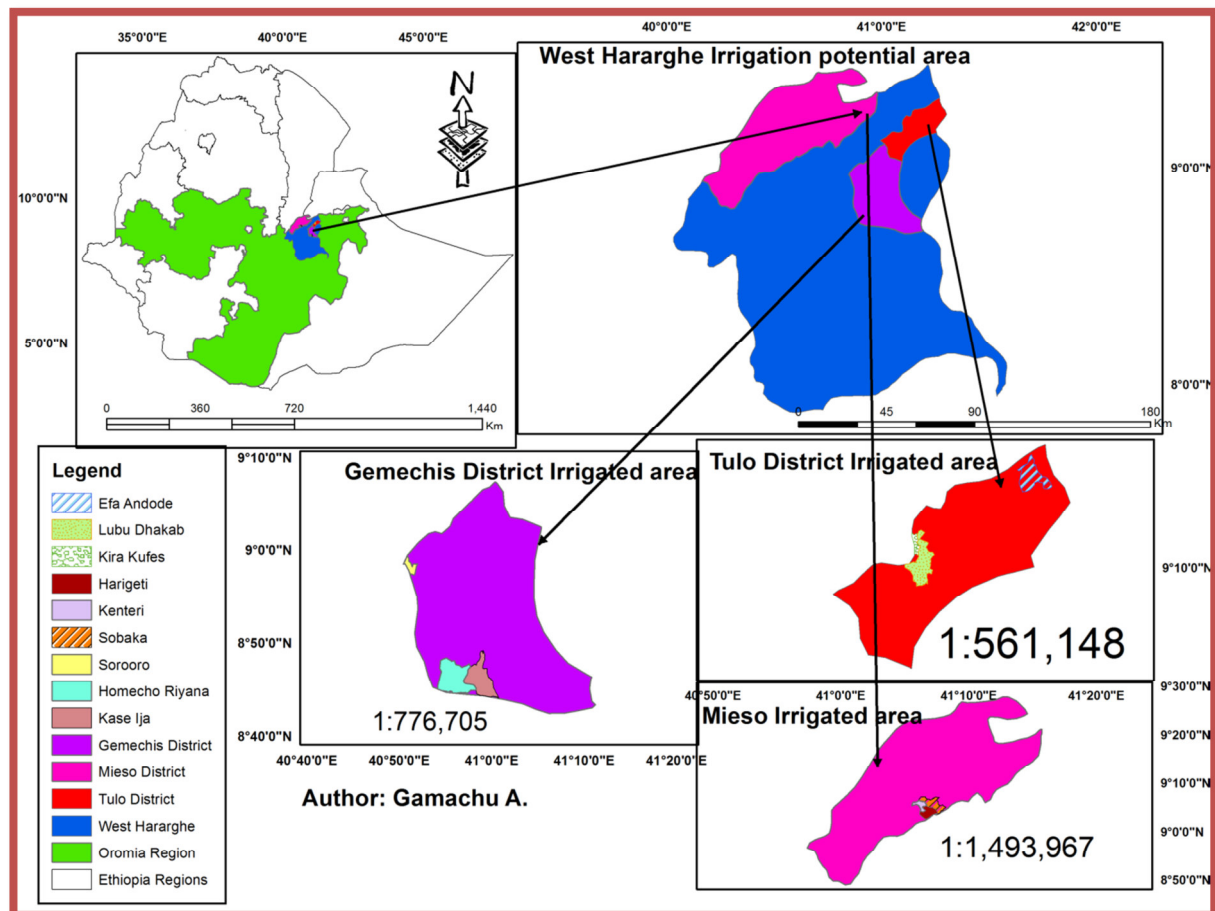 35°0'0"E 40°0'0"E 45°0'0"E
40°0'0"E 41°0'0"E 42°0'0"E
N
10°0'0"N
5°0'0"N
0 360 720 1,440
Km
West Hararghe Irrigation potential area
9°0'0"N
8°0'0"N
0 45 90 180
Km
Legend
Efa Andode
Lubu Dhakab
Kira Kufes
Harigeti
Kenteri
Sobaka
Sorooro
Homecho Riyana
Kase Ija
Gemechis District
Mieso District
Tulo District
West Hararghe
Oromia Region
Ethiopia Regions
Gemechis District Irrigated area
9°10'0"N
9°0'0"N
8°50'0"N
8°40'0"N
1:776,705
40°40'0"E 40°50'0"E 41°0'0"E 41°10'0"E 41°20'0"E
Author: Gamachu A.
Tulo District Irrigated area
9°10'0"N
1:561,148
40°50'0"E 41°0'0"E 41°10'0"E 41°20'0"E
Mieso Irrigated area
9°30'0"N
9°20'0"N
9°10'0"N
9°0'0"N
8°50'0"N
1:1,493,967